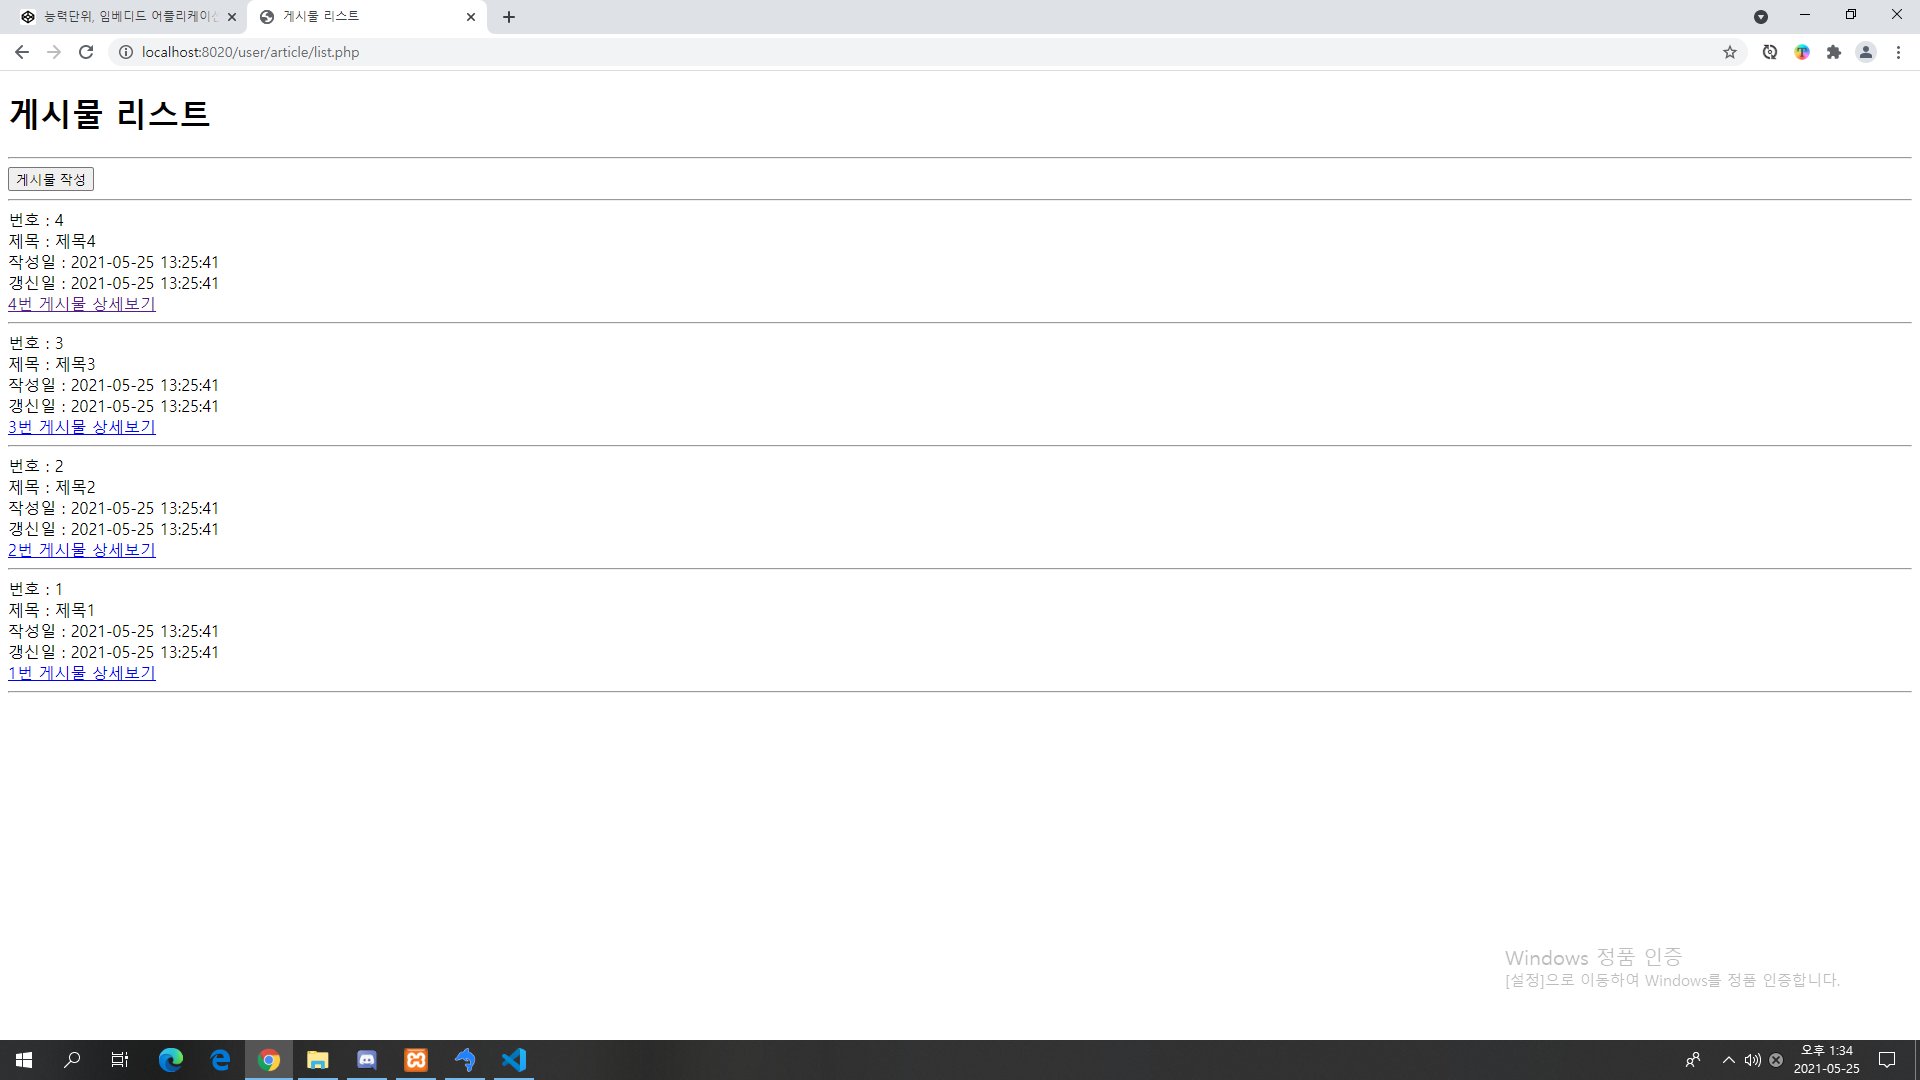 능력단위, 임베디드 어플리케이션
게시물 리스트
localhost:8020/user/article/list.php
게시물 리스트
게시물 작성
번호 : 4
제목 : 제목4
작성일 : 2021-05-25 13:25:41
갱신일 : 2021-05-25 13:25:41
4번 게시물 상세보기
번호 : 3
제목 : 제목3
작성일 : 2021-05-25 13:25:41
갱신일 : 2021-05-25 13:25:41
3번 게시물 상세보기
번호 : 2
제목 : 제목2
작성일 : 2021-05-25 13:25:41
갱신일 : 2021-05-25 13:25:41
2번 게시물 상세보기
번호 : 1
제목 : 제목1
작성일 : 2021-05-25 13:25:41
갱신일 : 2021-05-25 13:25:41
1번 게시물 상세보기
Windows 정품 인증
[설정]으로 이동하여 Windows를 정품 인증합니다.
오후 1:34
2021-05-25